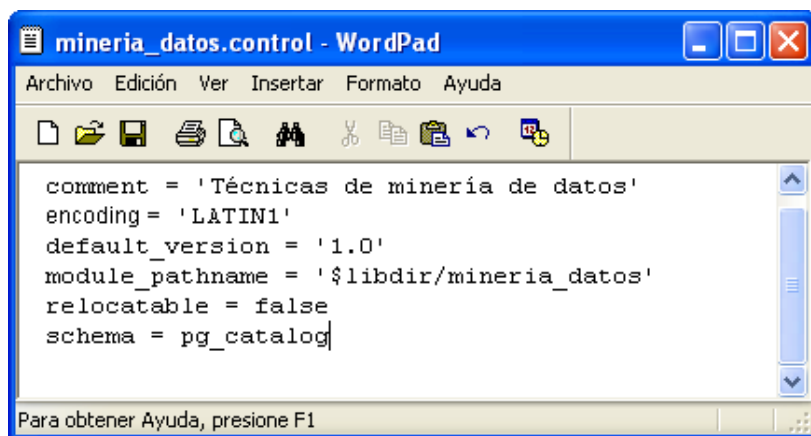 mineria_datos.control - WordPad
Archivo Edición Ver Insertar Formato Ayuda
comment = 'Técnicas de minería de datos'
encoding = 'LATIN1'
default_version = '1.0'
module_pathname = '$libdir/mineria_datos'
relocatable = false
schema = pg_catalog
Para obtener Ayuda, presione F1